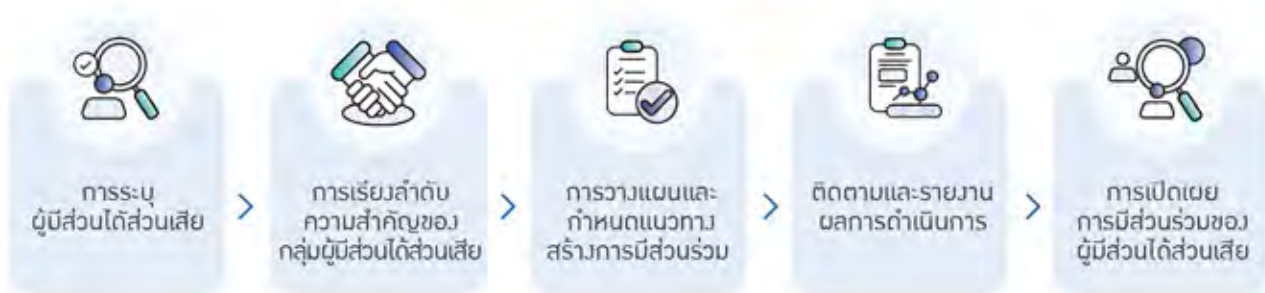 การระบุ
ผู้มีส่วนได้ส่วนเสีย
การเรียงลำดับ
ความสำคัญของ
กลุ่มผู้มีส่วนได้ส่วนเสีย
การวางแผนและ
กำหนดแนวทาง
สร้างการมีส่วนร่วม
ติดตามและรายงาน
ผลการดำเนินการ
การเปิดเผย
การมีส่วนร่วมของ
ผู้มีส่วนได้ส่วนเสีย